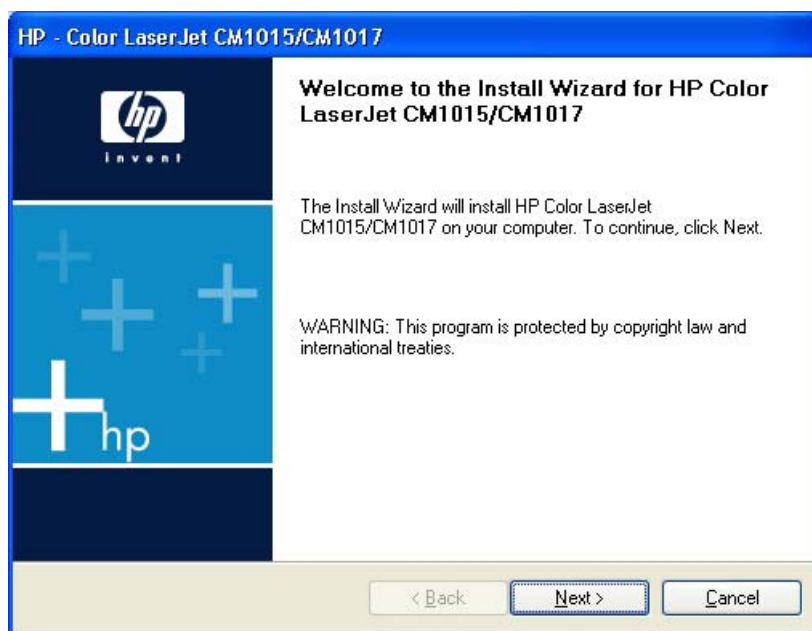 HP - Color LaserJet CM1015/CM1017
hp
invent
Welcome to the Install Wizard for HP Color
LaserJet CM1015/CM1017
The Install Wizard will install HP Color LaserJet
CM1015/CM1017 on your computer. To continue, click Next.
WARNING: This program is protected by copyright law and
international treaties.
hp
< Back
Next >
Cancel